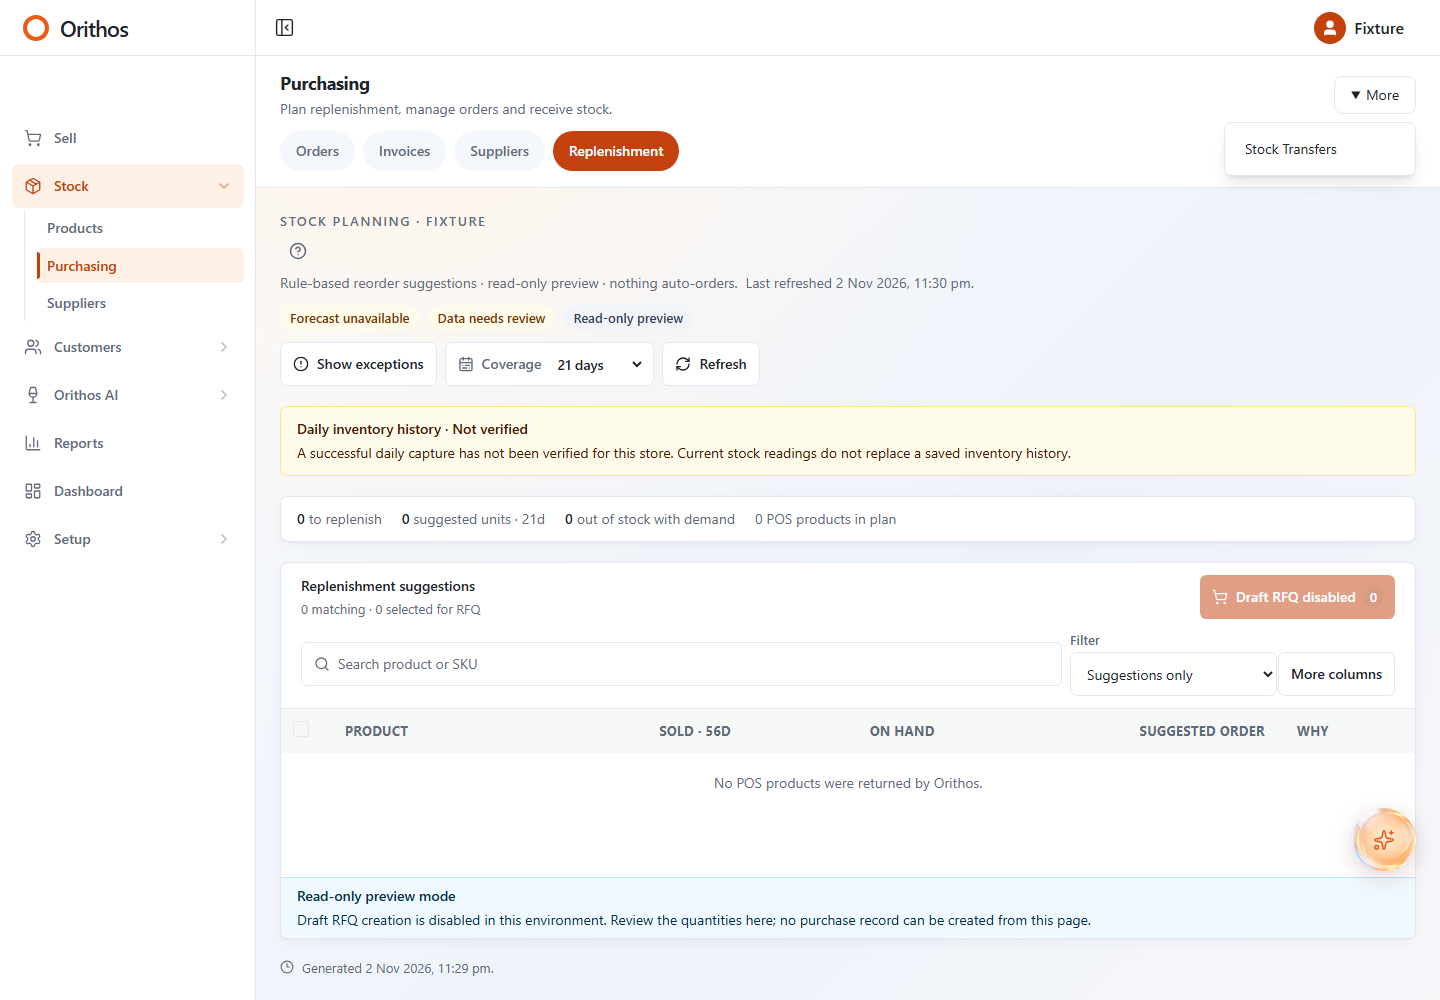 Orithos
Fixture
Purchasing
Plan replenishment, manage orders and receive stock.
More
Orders
Invoices
Suppliers
Replenishment
Stock Transfers
Sell
Stock
Products
Purchasing
Suppliers
Customers
Orithos AI
Reports
Dashboard
Setup
STOCK PLANNING · FIXTURE
Rule-based reorder suggestions · read-only preview · nothing auto-orders. Last refreshed 2 Nov 2026, 11:30 pm.
Forecast unavailable
Data needs review
Read-only preview
Show exceptions
Coverage 21 days
Refresh
Daily inventory history · Not verified
A successful daily capture has not been verified for this store. Current stock readings do not replace a saved inventory history.
0 to replenish 0 suggested units · 21d 0 out of stock with demand 0 POS products in plan
Replenishment suggestions
0 matching · 0 selected for RFQ
Draft RFQ disabled 0
Filter
Search product or SKU
Suggestions only
More columns
PRODUCT SOLD · 56D ON HAND SUGGESTED ORDER WHY
No POS products were returned by Orithos.
Read-only preview mode
Draft RFQ creation is disabled in this environment. Review the quantities here; no purchase record can be created from this page.
Generated 2 Nov 2026, 11:29 pm.